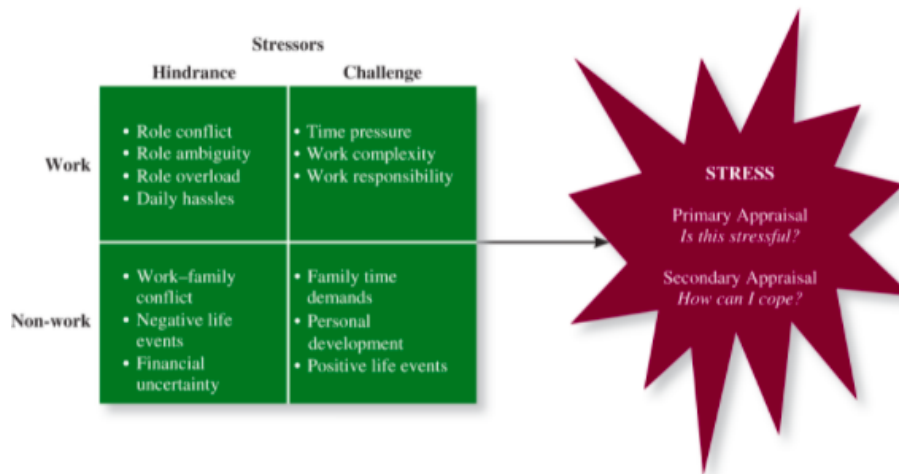 Stressors
Hindrance
Challenge
Work
• Role conflict
• Role ambiguity
• Role overload
• Daily hassles
• Time pressure
• Work complexity
• Work responsibility
Non-work
• Work–family
conflict
• Negative life
events
• Financial
uncertainty
• Family time
demands
• Personal
development
• Positive life events
STRESS
Primary Appraisal
Is this stressful?
Secondary Appraisal
How can I cope?